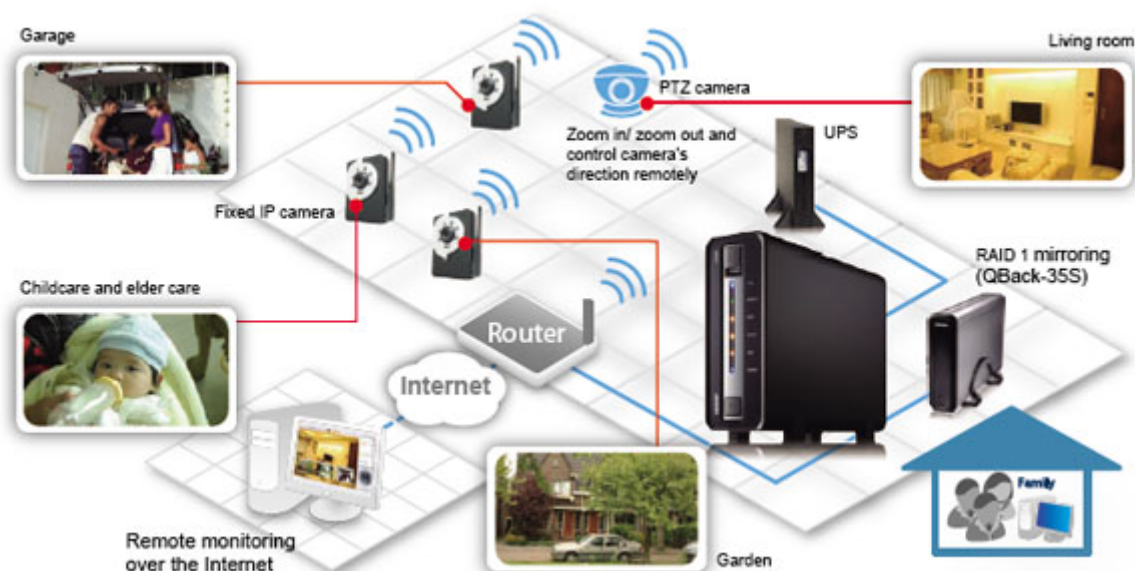 Garage
Living room
PTZ camera
Zoom in/ zoom out and
control camera's
direction remotely
UPS
Fixed IP camera
RAID 1 mirroring
(QBack-35S)
Childcare and elder care
Router
Internet
Family
Remote monitoring
over the Internet
Garden